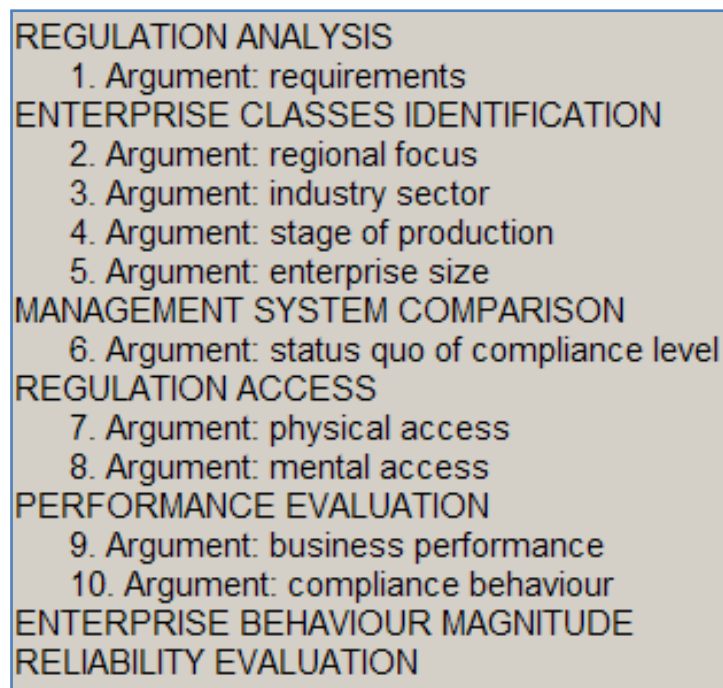 REGULATION ANALYSIS
1. Argument: requirements
ENTERPRISE CLASSES IDENTIFICATION
2. Argument: regional focus
3. Argument: industry sector
4. Argument: stage of production
5. Argument: enterprise size
MANAGEMENT SYSTEM COMPARISON
6. Argument: status quo of compliance level
REGULATION ACCESS
7. Argument: physical access
8. Argument: mental access
PERFORMANCE EVALUATION
9. Argument: business performance
10. Argument: compliance behaviour
ENTERPRISE BEHAVIOUR MAGNITUDE
RELIABILITY EVALUATION